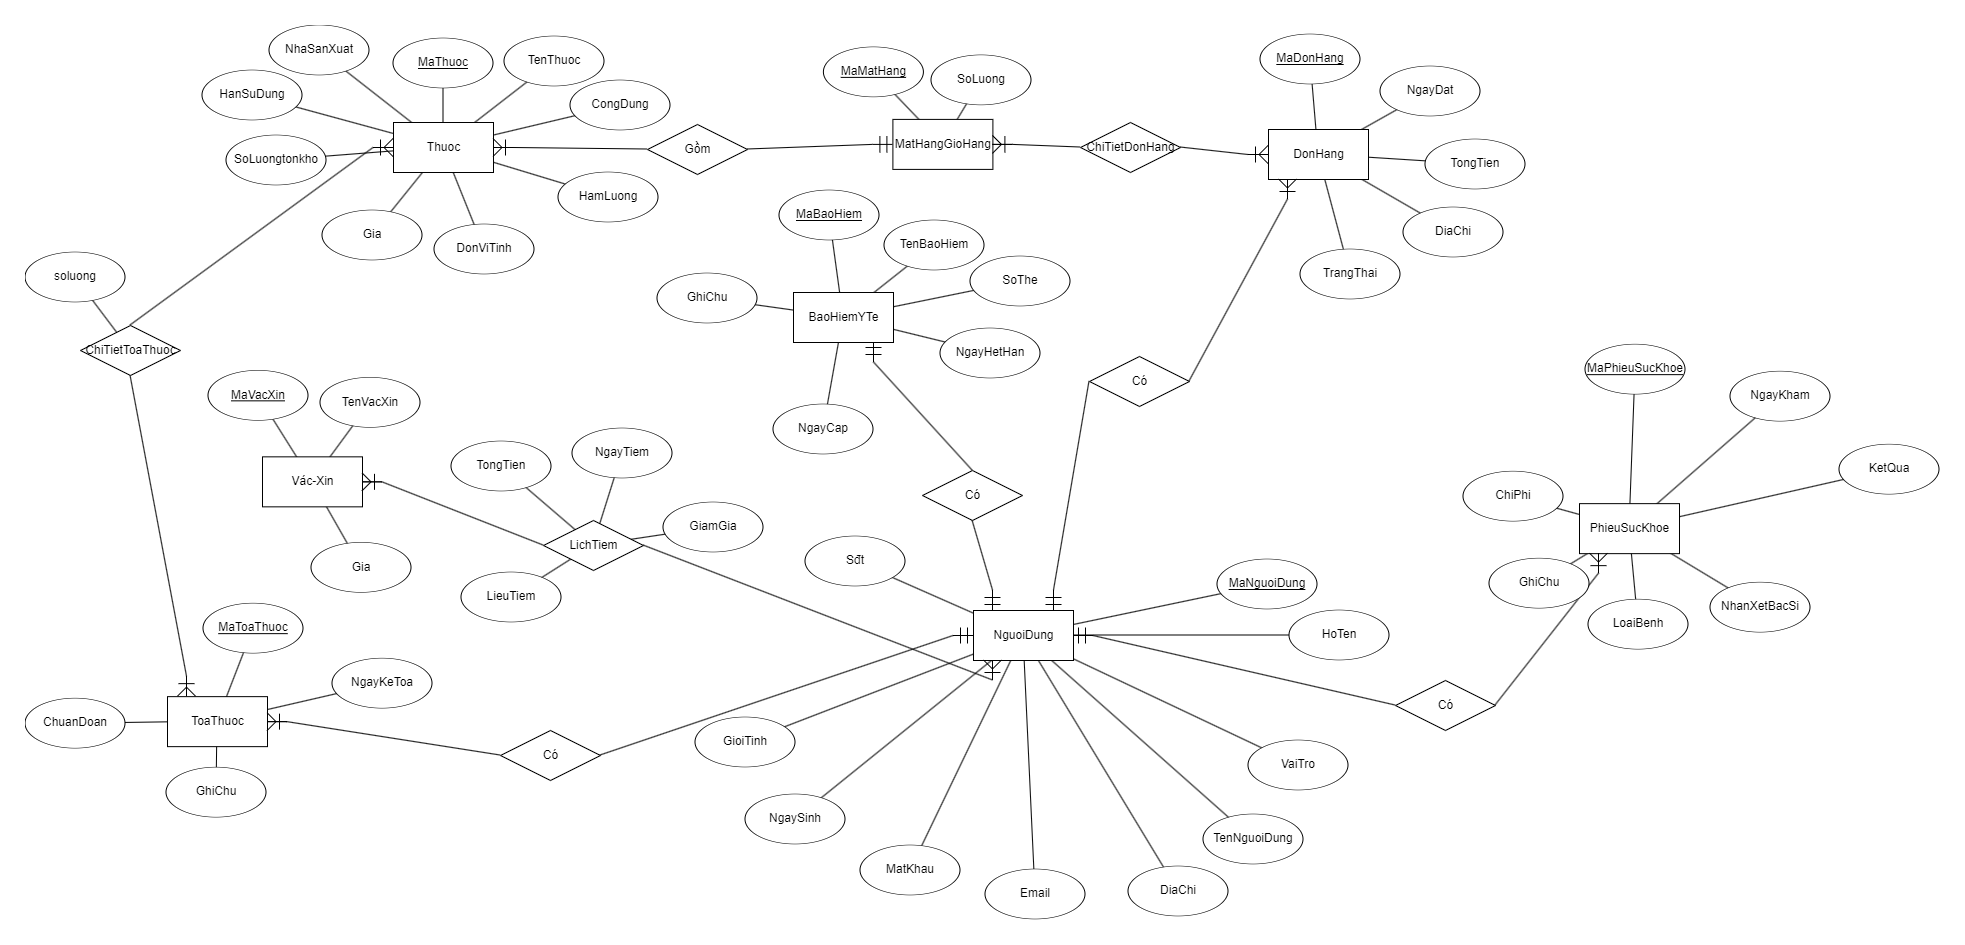 NhaSanXuat
MaThuoc
TenThuoc
HanSuDung
CongDung
SoLuongtonkho
Thuoc
HamLuong
Gia
DonViTinh
Gồm
MaMatHang
SoLuong
MatHangGioHang
ChiTietDonHang
MaDonHang
NgayDat
DonHang
TongTien
DiaChi
TrangThai
MaBaoHiem
TenBaoHiem
SoThe
GhiChu
BaoHiemYTe
NgayHetHan
NgayCap
soluong
ChiTietToaThuoc
MaVacXin
TenVacXin
Vác-Xin
Gia
TongTien
NgayTiem
GiamGia
LichTiem
LieuTiem
Có
Có
MaPhieuSucKhoe
NgayKham
KetQua
ChiPhi
PhieuSucKhoe
GhiChu
LoaiBenh
NhanXetBacSi
Sđt
MaNguoiDung
NguoiDung
HoTen
MaToaThuoc
NgayKeToa
ChuanDoan
ToaThuoc
GhiChu
Có
Có
GioiTinh
NgaySinh
MatKhau
Email
DiaChi
TenNguoiDung
VaiTro